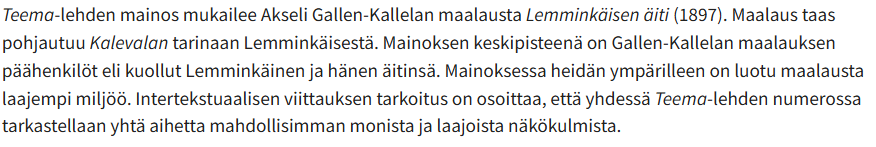 Teema-lehden mainos mukailee Akseli Gallen-Kallelan maalausta Lemminkäisen äiti (1897). Maalaus taas
pohjautuu Kalevalan tarinaan Lemminkäisestä. Mainoksen keskipisteenä on Gallen-Kallelan maalauksen
päähenkilöt eli kuollut Lemminkäinen ja hänen äitinsä. Mainoksessa heidän ympärilleen on luotu maalausta
laajempi miljöö. Intertekstuaalisen viittauksen tarkoitus on osoittaa, että yhdessä Teema-lehden numerossa
tarkastellaan yhtä aihetta mahdollisimman monista ja laajoista näkökulmista.